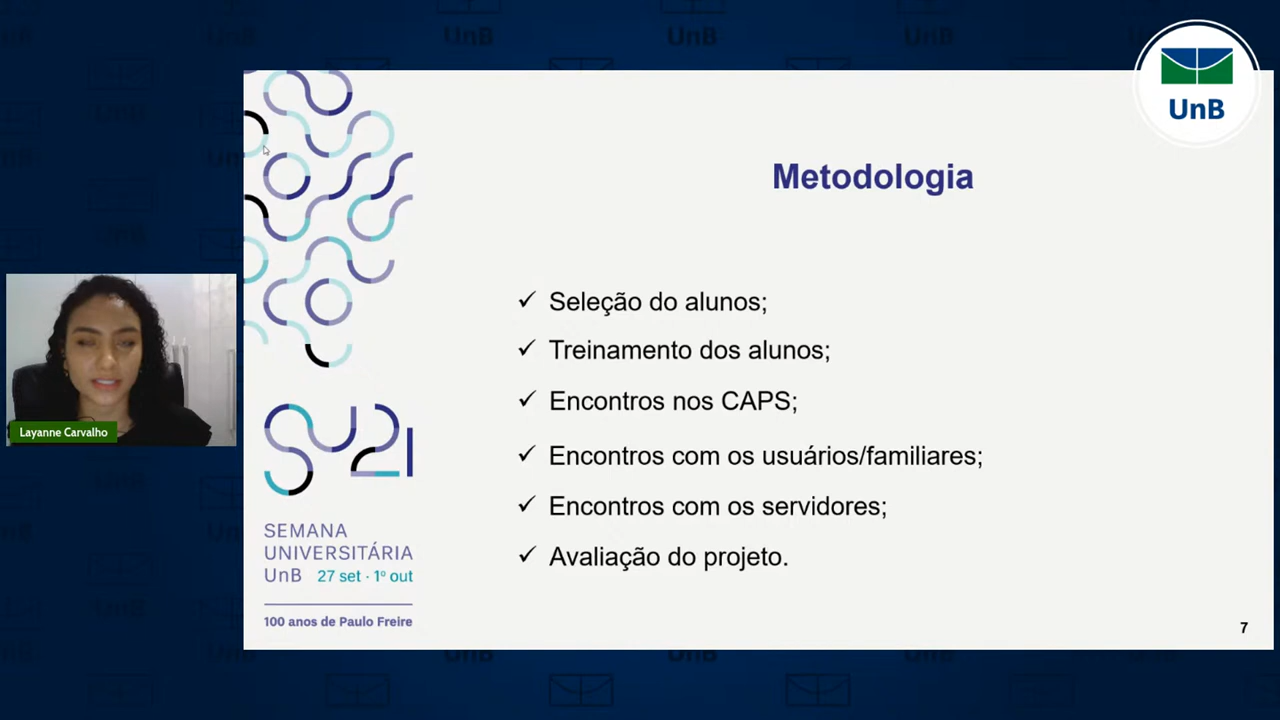 UnB
Metodologia
✓ Seleção do alunos;
✓ Treinamento dos alunos;
✓ Encontros nos CAPS;
✓ Encontros com os usuários/familiares;
✓ Encontros com os servidores;
✓ Avaliação do projeto.
Layanne Carvalho
SU21
SEMANA
UNIVERSITÁRIA
UnB 27 set · 1º out
100 anos de Paulo Freire
7